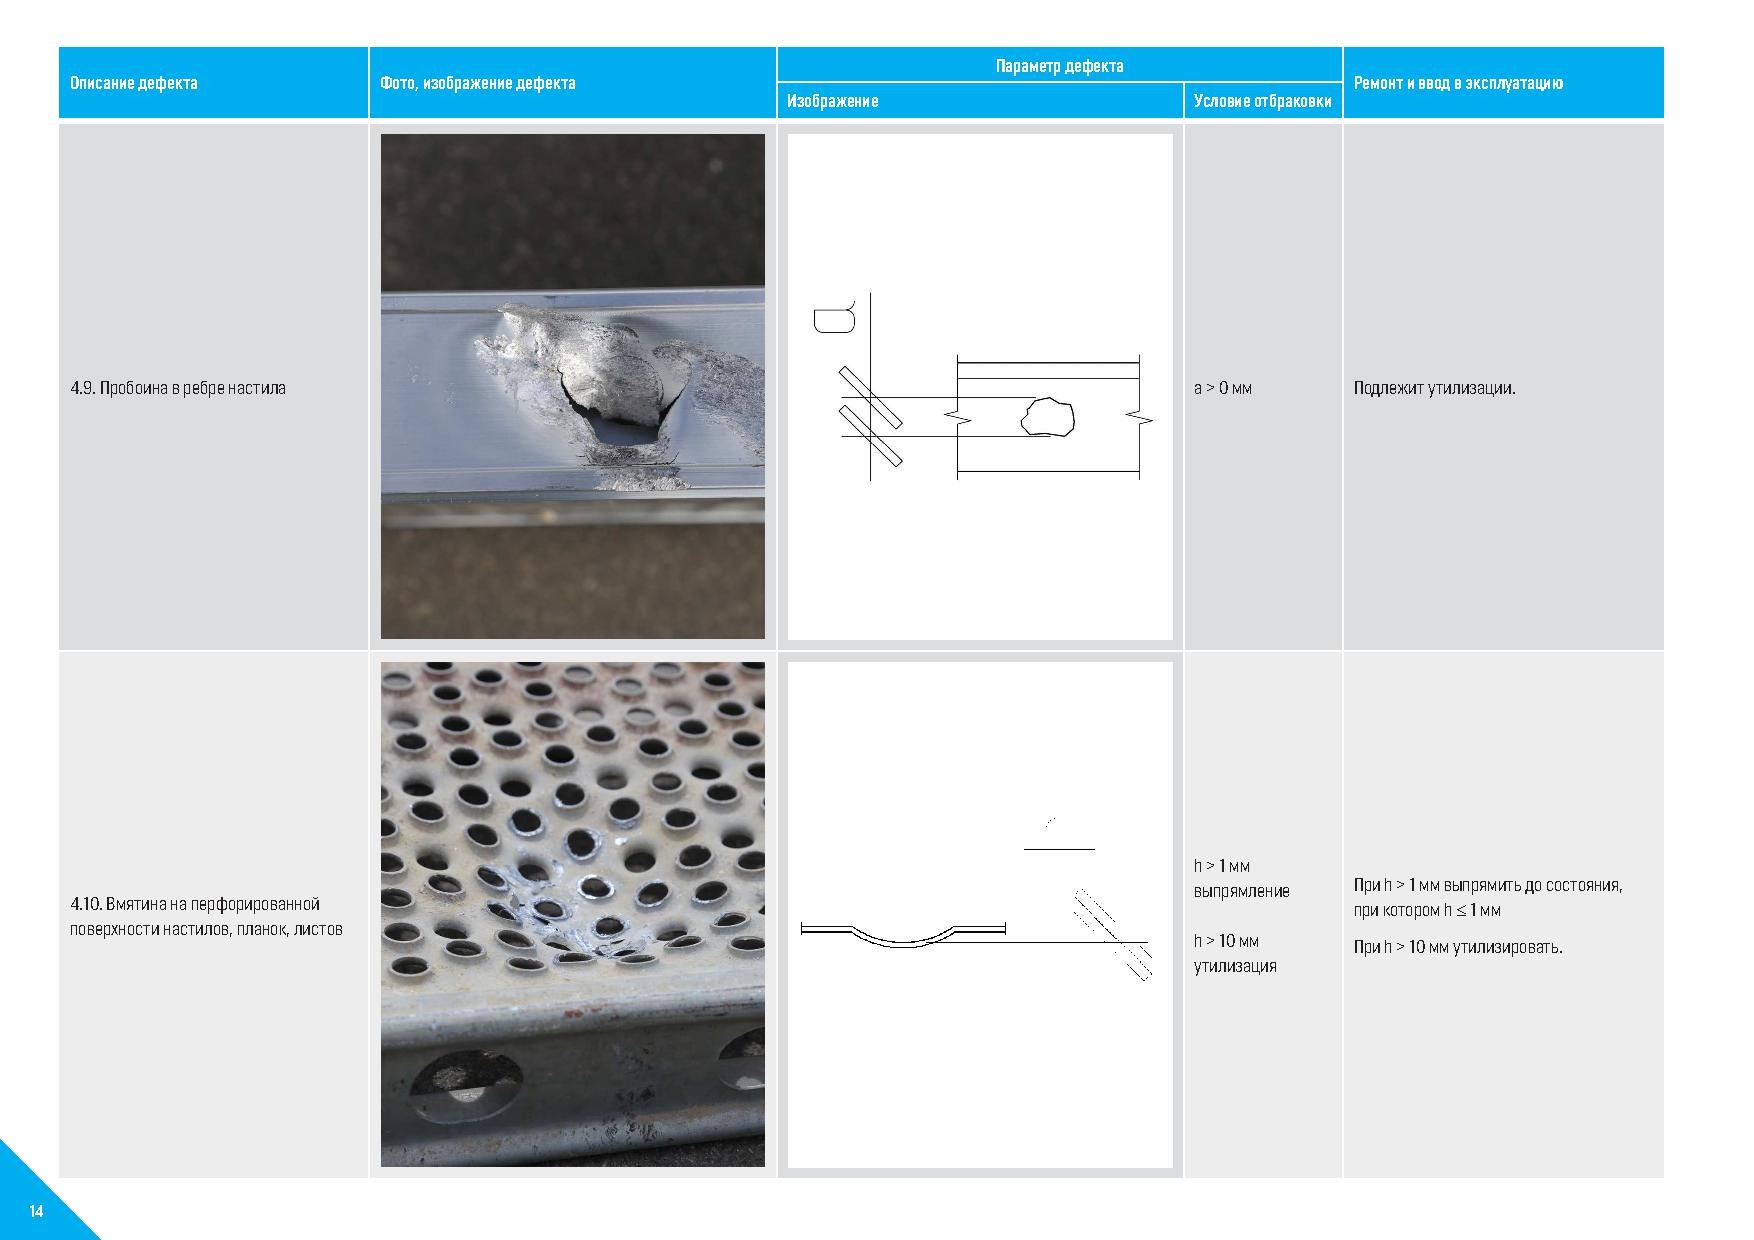 Описание дефекта
Фото, изображение дефекта
Параметр дефекта
Изображение
Условие отбраковки
Ремонт и ввод в эксплуатацию
4.9. Пробоина в ребре настила
a
a > 0 мм
Подлежит утилизации.
4.10. Вмятина на перфорированной
поверхности настилов, планок, листов
h > 1 мм
выпрямление
h > 10 мм
утилизация
При h > 1 мм выпрямить до состояния,
при котором h ≤ 1 мм
При h > 10 мм утилизировать.
14